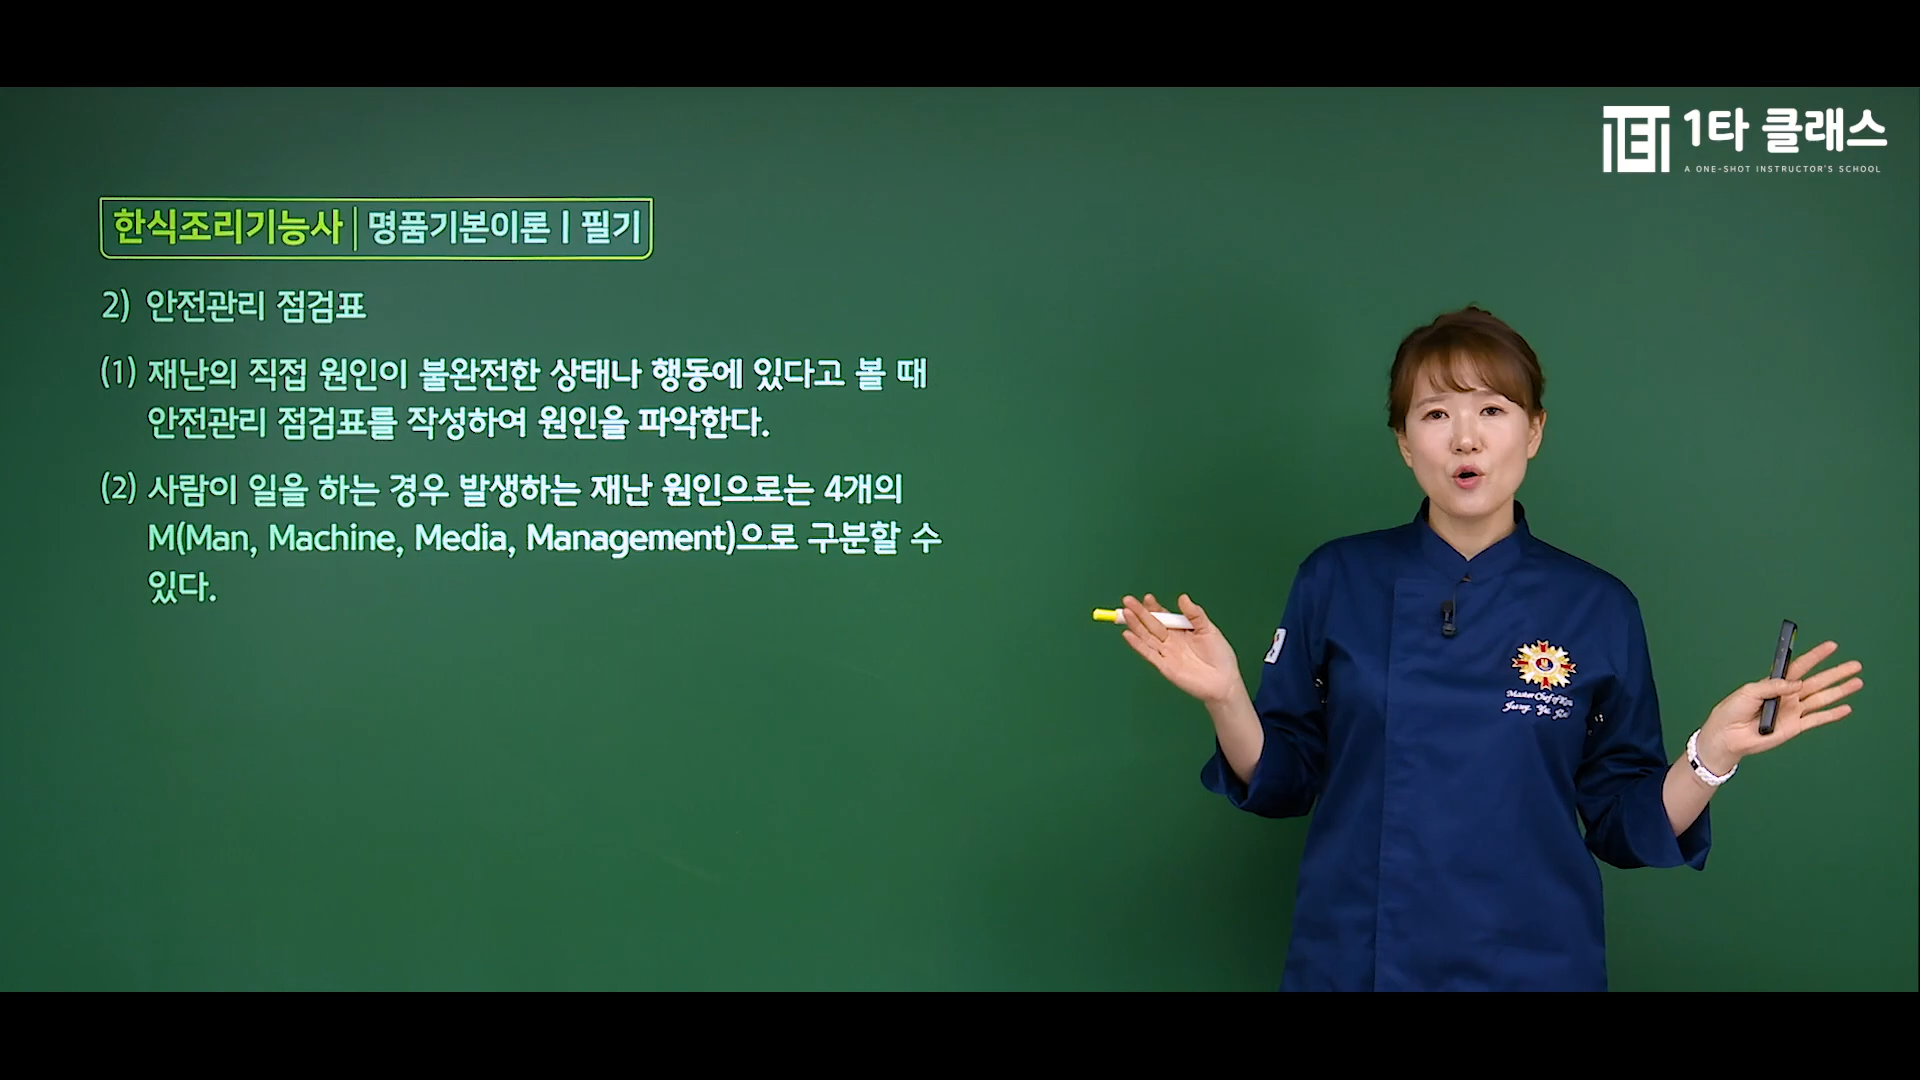 1타 클래스
A ONE-SHOT INSTRUCTOR'S SCHOOL
한식조리기능사 | 명품기본이론 | 필기
2) 안전관리 점검표
(1) 재난의 직접 원인이 불완전한 상태나 행동에 있다고 볼 때
안전관리 점검표를 작성하여 원인을 파악한다.
(2) 사람이 일을 하는 경우 발생하는 재난 원인으로는 4개의
M(Man, Machine, Media, Management)으로 구분할 수
있다.
Master Chef of